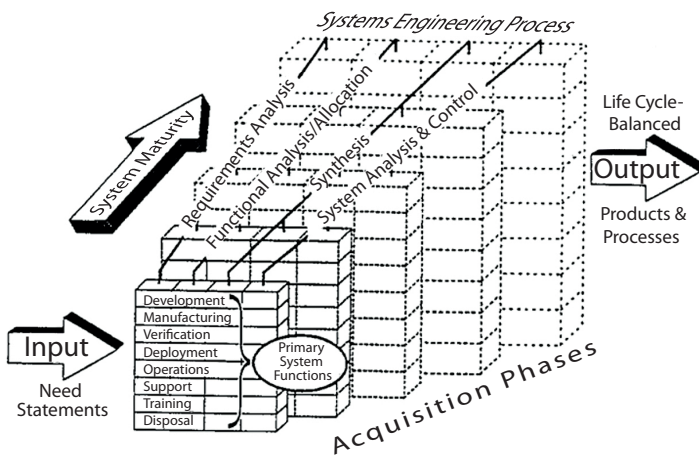 Systems Engineering Process
Requirements Analysis
Functional Analysis/Allocation
Synthesis
System Analysis & Control
System Maturity
Life Cycle-
Balanced
Output
Products &
Processes
Input
Need
Statements
Development
Manufacturing
Verification
Deployment
Operations
Support
Training
Disposal
Primary
System
Functions
Acquisition Phases